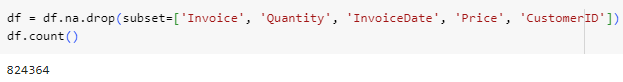 df = df.na.drop(subset=['Invoice', 'Quantity', 'InvoiceDate', 'Price', 'CustomerID'])
df.count()
824364